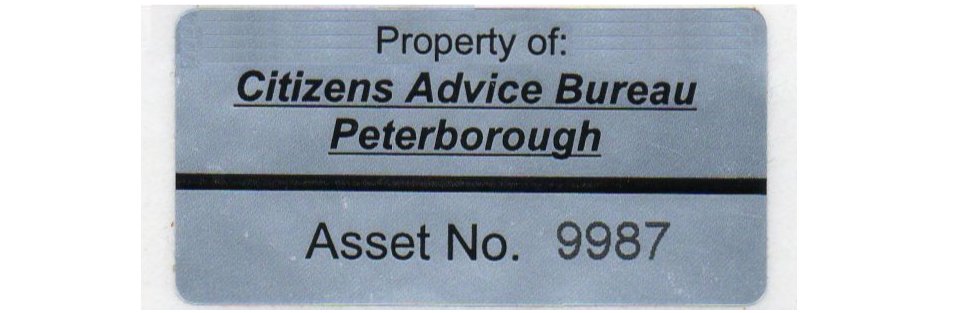 Property of:
Citizens Advice Bureau
Peterborough
Asset No. 9987